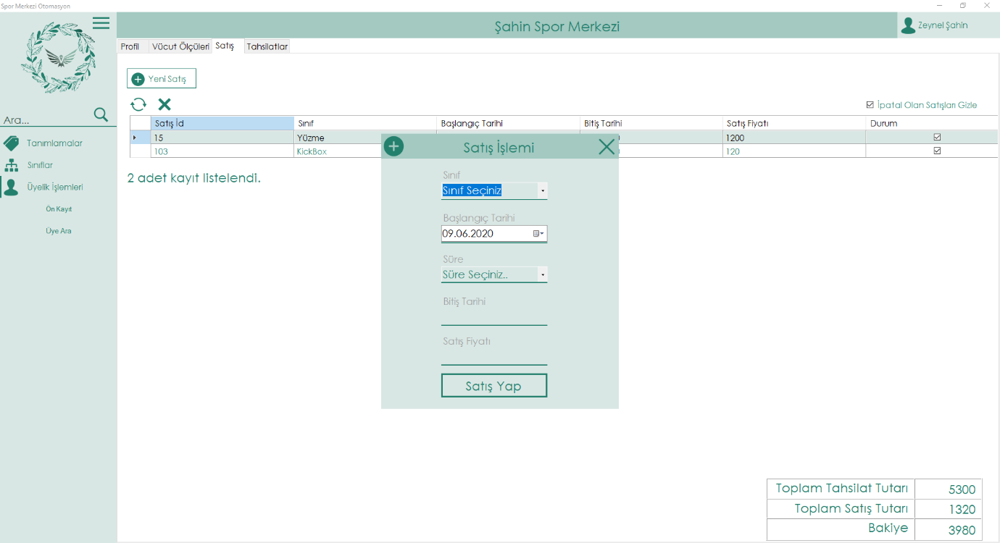 Spor Merkezi Otomasyon
Şahin Spor Merkezi
Zeynel Şahin
Profil
Vücut Ölçüleri
Satış
Tahsilatlar
Yeni Satış
Ara...
İpatal Olan Satışları Gizle
Tanımlamalar
Sınıflar
Üyelik İşlemleri
Ön Kayıt
Üye Ara
Satış İd Sınıf Başlangıç Tarihi Bitiş Tarihi Satış Fiyatı Durum
15 Yüzme 1200
103 KickBox 120
2 adet kayıt listelendi.
Satış İşlemi
Sınıf
Sınıf Seçiniz
Başlangıç Tarihi
09.06.2020
Süre
Süre Seçiniz..
Bitiş Tarihi
Satış Fiyatı
Satış Yap
Toplam Tahsilat Tutarı 5300
Toplam Satış Tutarı 1320
Bakiye 3980